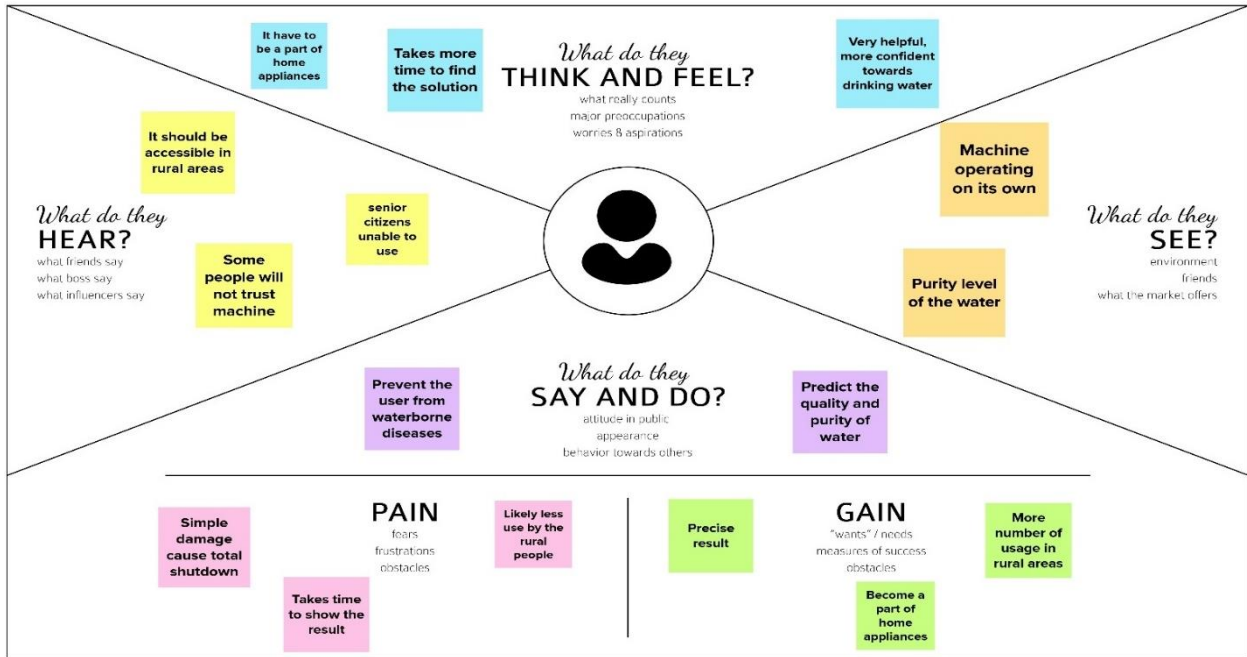 It have to
be a part of
home
appliances
Takes more
time to find
the solution
What do they
THINK AND FEEL?
what really counts
major preoccupations
worries & aspirations
Very helpful,
more confident
towards
drinking water
It should be
accessible in
rural areas
senior
citizens
unable to
use
Some
people will
not trust
machine
What do they
HEAR?
what friends say
what boss say
what influencers say
Machine
operating
on its own
Purity level
of the water
What do they
SEE?
environment
friends
what the market offers
Prevent the
user from
waterborne
diseases
What do they
SAY AND DO?
attitude in public
appearance
behavior towards others
Predict the
quality and
purity of
water
Simple
damage
cause total
shutdown
PAIN
fears
frustrations
obstacles
Likely less
use by the
rural
people
Takes time
to show the
result
Precise
result
GAIN
"wants" / needs
measures of success
obstacles
More
number of
usage in
rural areas
Become a
part of
home
appliances